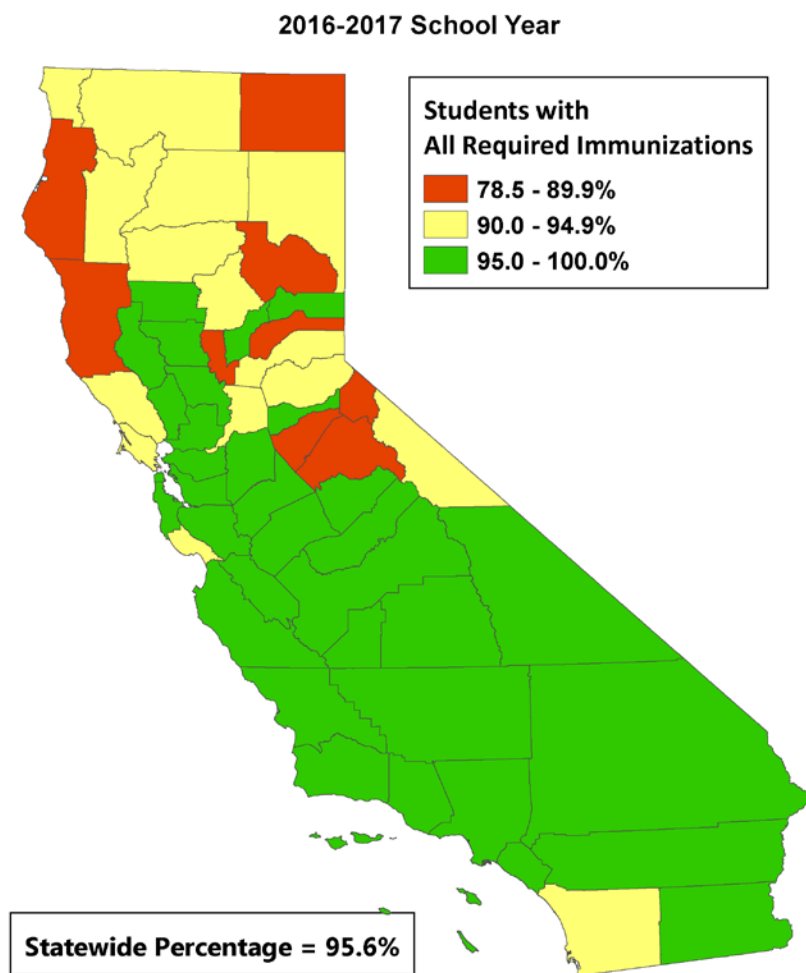 2016-2017 School Year
Students with
All Required Immunizations
78.5 - 89.9%
90.0 - 94.9%
95.0 - 100.0%
Statewide Percentage = 95.6%